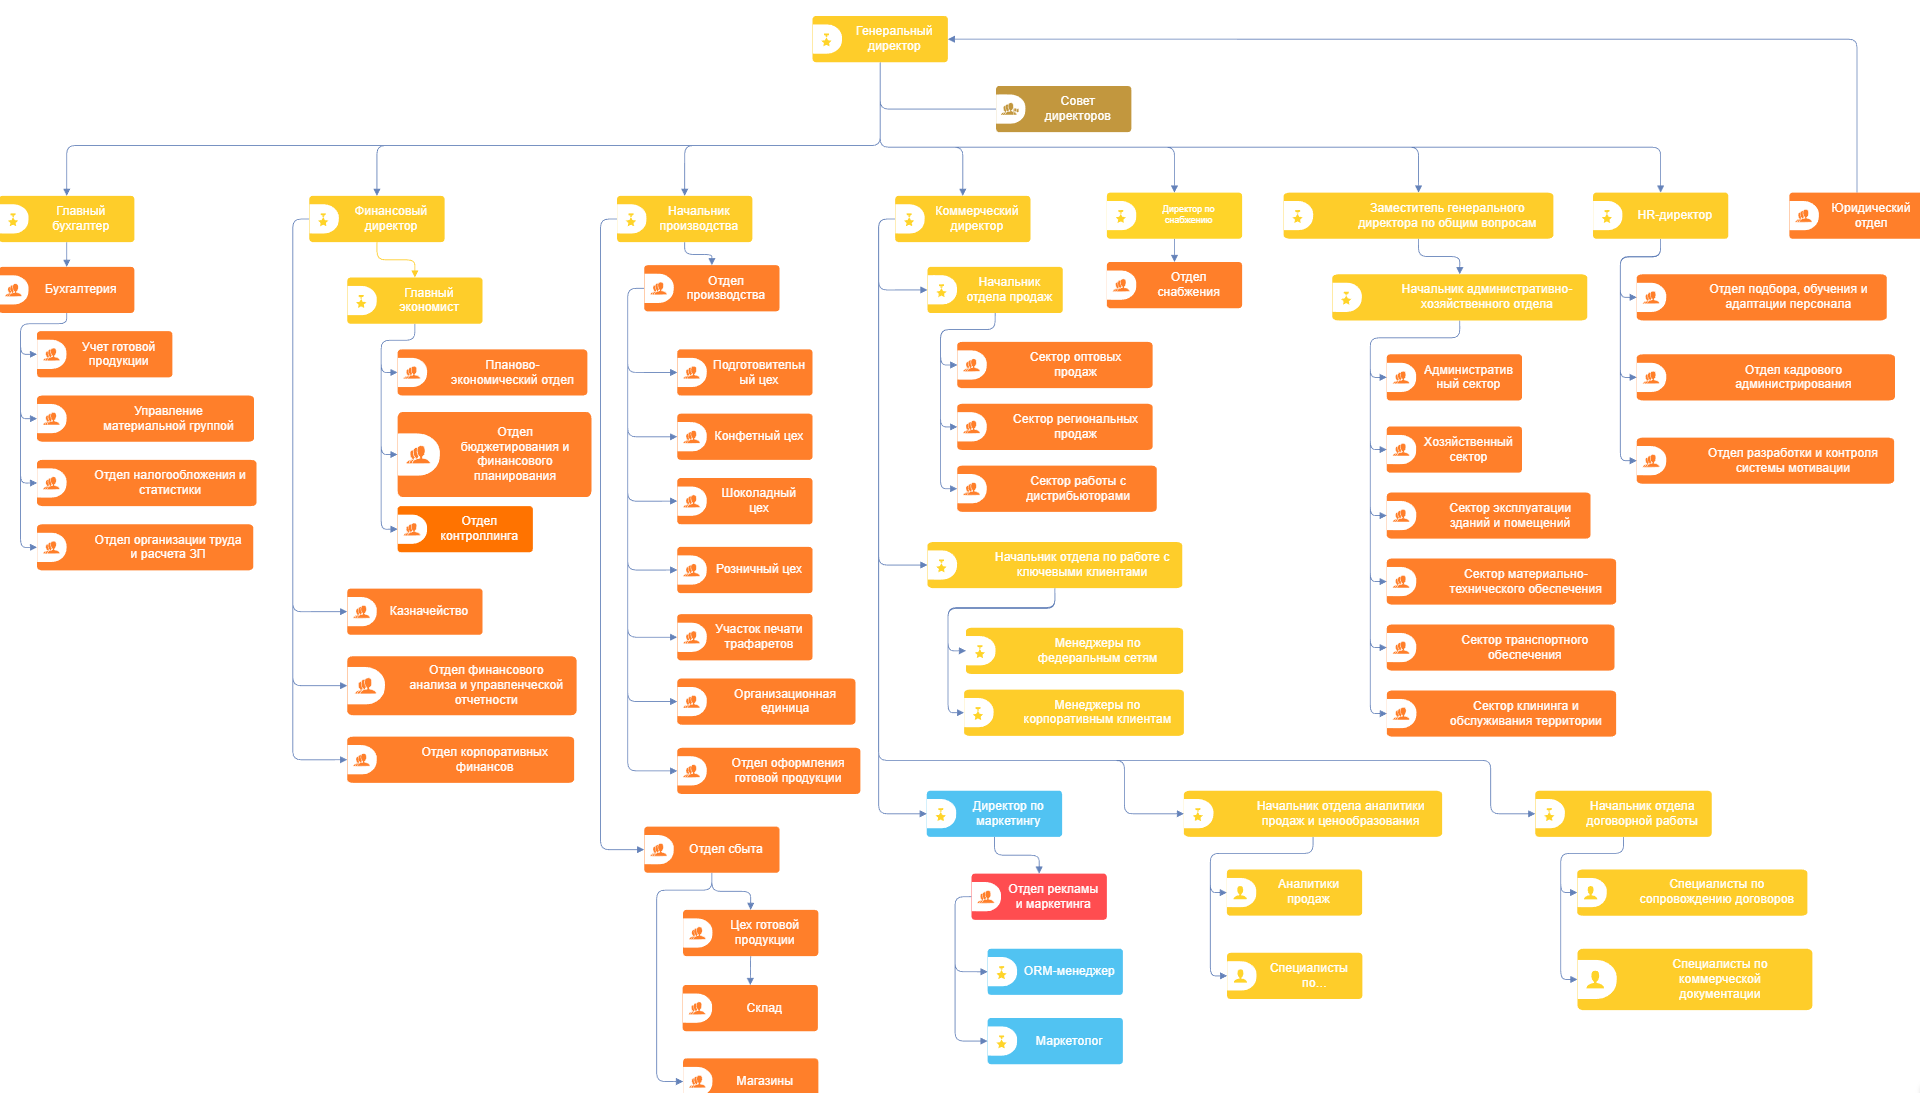 Генеральный
директор
Совет
директоров
Главный
бухгалтер
Финансовый
директор
Начальник
производства
Коммерческий
директор
Директор по
снабжению
Заместитель генерального
директора по общим вопросам
HR-директор
Юридический
отдел
Бухгалтерия
Учет готовой
продукции
Управление
материальной группой
Отдел налогообложения и
статистики
Отдел организации труда
и расчета ЗП
Главный
экономист
Планово-
экономический отдел
Отдел
бюджетирования и
финансового
планирования
Отдел
контроллинга
Казначейство
Отдел финансового
анализа и управленческой
отчетности
Отдел корпоративных
финансов
Отдел
производства
Подготовительн
ый цех
Конфетный цех
Шоколадный
цех
Розничный цех
Участок печати
трафаретов
Организационная
единица
Отдел оформления
готовой продукции
Отдел сбыта
Цех готовой
продукции
Склад
Магазины
Начальник
отдела продаж
Сектор оптовых
продаж
Сектор региональных
продаж
Сектор работы с
дистрибьюторами
Начальник отдела по работе с
ключевыми клиентами
Менеджеры по
федеральным сетям
Менеджеры по
корпоративным клиентам
Директор по
маркетингу
Отдел рекламы
и маркетинга
ORM-менеджер
Маркетолог
Начальник отдела аналитики
продаж и ценообразования
Аналитики
продаж
Специалисты
по...
Начальник отдела
договорной работы
Специалисты по
сопровождению договоров
Специалисты по
коммерческой
документации
Отдел
снабжения
Начальник административно-
хозяйственного отдела
Административ
ный сектор
Хозяйственный
сектор
Сектор эксплуатации
зданий и помещений
Сектор материально-
технического обеспечения
Сектор транспортного
обеспечения
Сектор клининга и
обслуживания территории
Отдел подбора, обучения и
адаптации персонала
Отдел кадрового
администрирования
Отдел разработки и контроля
системы мотивации